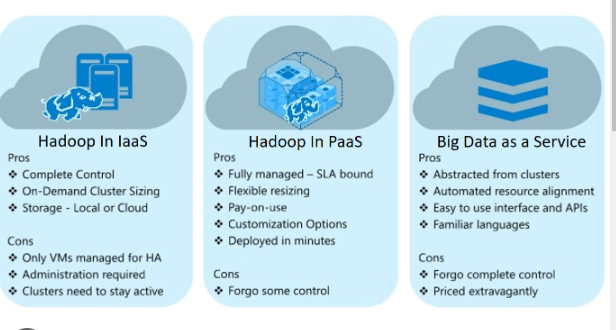 Hadoop In IaaS
Pros
❖ Complete Control
❖ On-Demand Cluster Sizing
❖ Storage - Local or Cloud
Cons
❖ Only VMs managed for HA
❖ Administration required
❖ Clusters need to stay active
Hadoop In PaaS
Pros
❖ Fully managed – SLA bound
❖ Flexible resizing
❖ Pay-on-use
❖ Customization Options
❖ Deployed in minutes
Cons
❖ Forgo some control
Big Data as a Service
Pros
❖ Abstracted from clusters
❖ Automated resource alignment
❖ Easy to use interface and APIs
❖ Familiar languages
Cons
❖ Forgo complete control
❖ Priced extravagantly